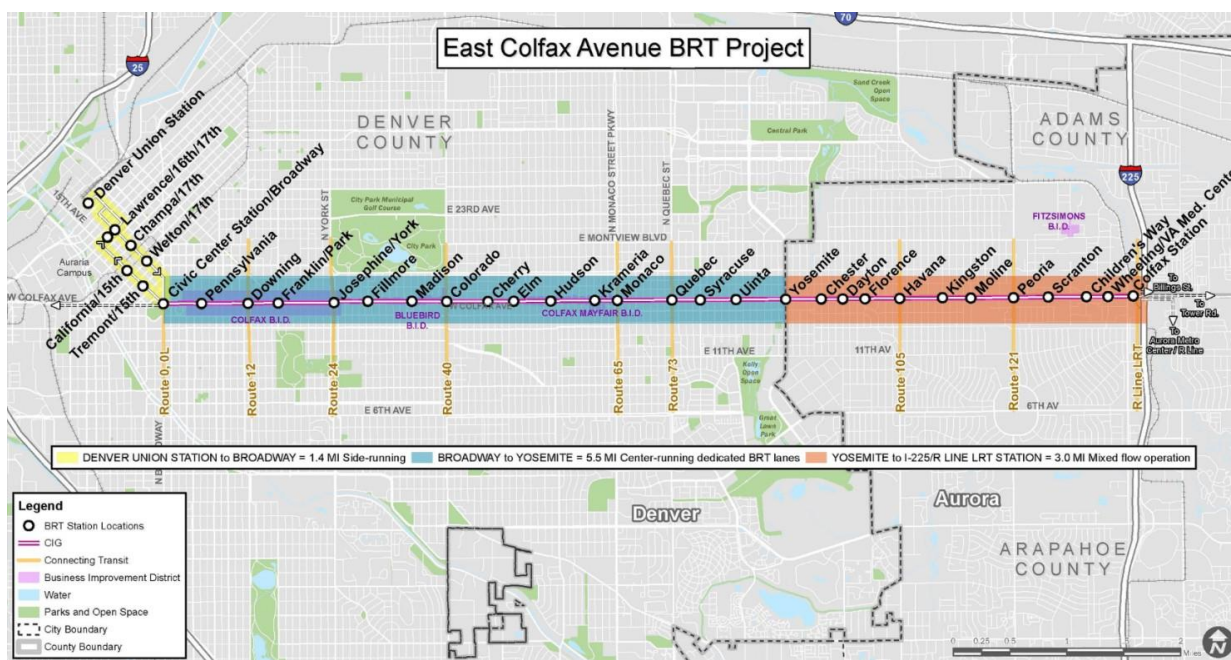 East Colfax Avenue BRT Project
25
70
225
DENVER
COUNTY
ADAMS
COUNTY
Sand Creek
Open
Space
Central Park
Denver Union Station
Lawrence/16th/17th
Champa/17th
Welton/17th
Civic Center Station/Broadway
Pennsylvania
Downing
Franklin/Park
Josephine/York
Fillmore
Madison
Colorado
Cherry
Elm
Hudson
Krameria
Monaco
Quebec
Syracuse
Uinta
Yosemite
Chester
Dayton
Florence
Havana
Kingston
Moline
Peoria
Scranton
Children's Way
Wheeling/VA Med. Center
Colfax Station
California/15th
Tremont/15th
15TH AVE
Auraria
Campus
W COLFAX AVE
N YORK ST
City Park Municipal
Golf Course
City Park
E 23RD AVE
N MONACO STREET PKWY
N QUEBEC ST
E MONTVIEW BLVD
FITZSIMONS
B.I.D.
COLFAX B.I.D.
BLUEBIRD
B.I.D.
COLFAX MAYFAIR B.I.D.
To
Billings St.
To
Tower Rd.
To
Aurora Metro
Center / R Line
E 11TH AVE
11TH AV
Kelly
Open
Space
Great
Lawn
Park
E 6TH AVE
6TH AV
Route 0, 0L
Route 12
Route 24
Route 40
Route 65
Route 73
Route 105
Route 121
R Line LRT
DENVER UNION STATION to BROADWAY = 1.4 MI Side-running
BROADWAY to YOSEMITE = 5.5 MI Center-running dedicated BRT lanes
YOSEMITE to I-225/R LINE LRT STATION = 3.0 MI Mixed flow operation
Legend
BRT Station Locations
CIG
Connecting Transit
Business Improvement District
Water
Parks and Open Space
City Boundary
County Boundary
Denver
Aurora
ARAPAHOE
COUNTY
0 0.25 0.5 1 2
Miles
N